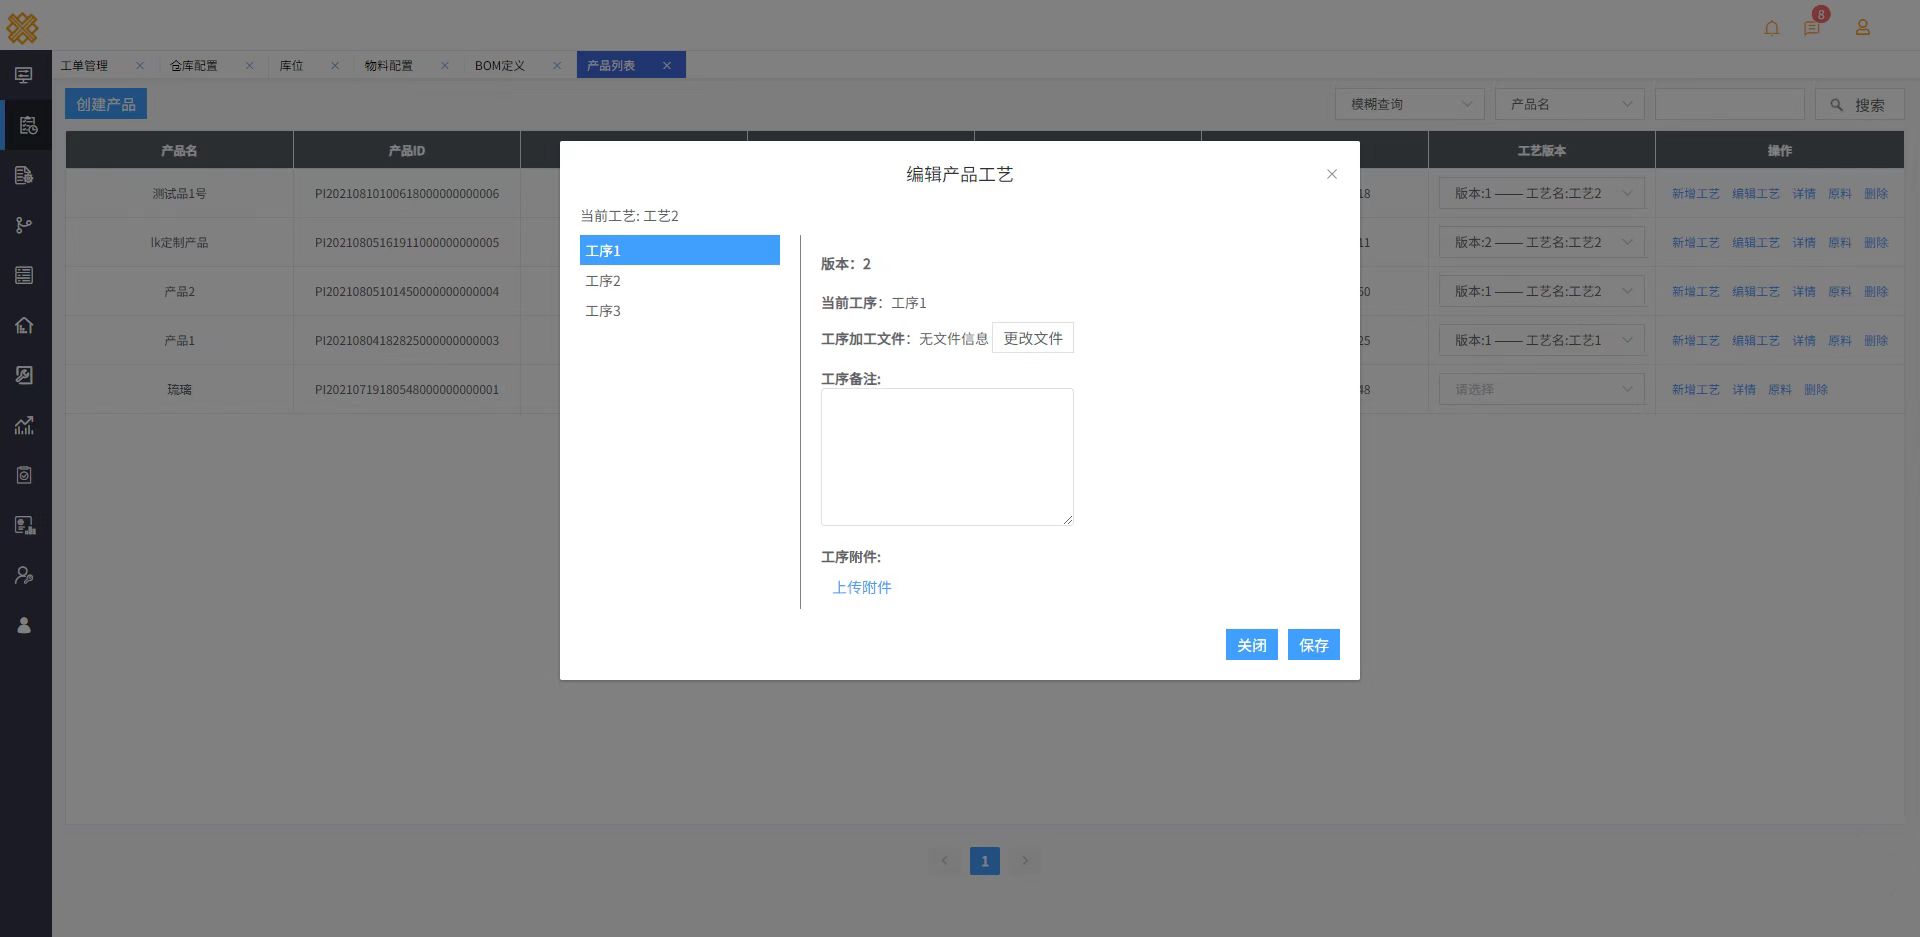 8
工单管理 仓库配置 库位 物料配置 BOM定义 产品列表
创建产品 模糊查询 产品名 搜索
产品名 产品ID 工艺版本 操作
测试品1号 PI20210810100618000000000006 18 版本:1 —— 工艺名:工艺2 新增工艺 编辑工艺 详情 原料 删除
lk定制产品 PI20210805161911000000000005 11 版本:2 —— 工艺名:工艺2 新增工艺 编辑工艺 详情 原料 删除
产品2 PI20210805101450000000000004 50 版本:1 —— 工艺名:工艺2 新增工艺 编辑工艺 详情 原料 删除
产品1 PI20210804182825000000000003 25 版本:1 —— 工艺名:工艺1 新增工艺 编辑工艺 详情 原料 删除
琉璃 PI20210719180548000000000001 48 请选择 新增工艺 详情 原料 删除
编辑产品工艺
当前工艺: 工艺2
工序1
工序2
工序3
版本：2
当前工序：工序1
工序加工文件：无文件信息 更改文件
工序备注:
工序附件:
上传附件
关闭 保存
1